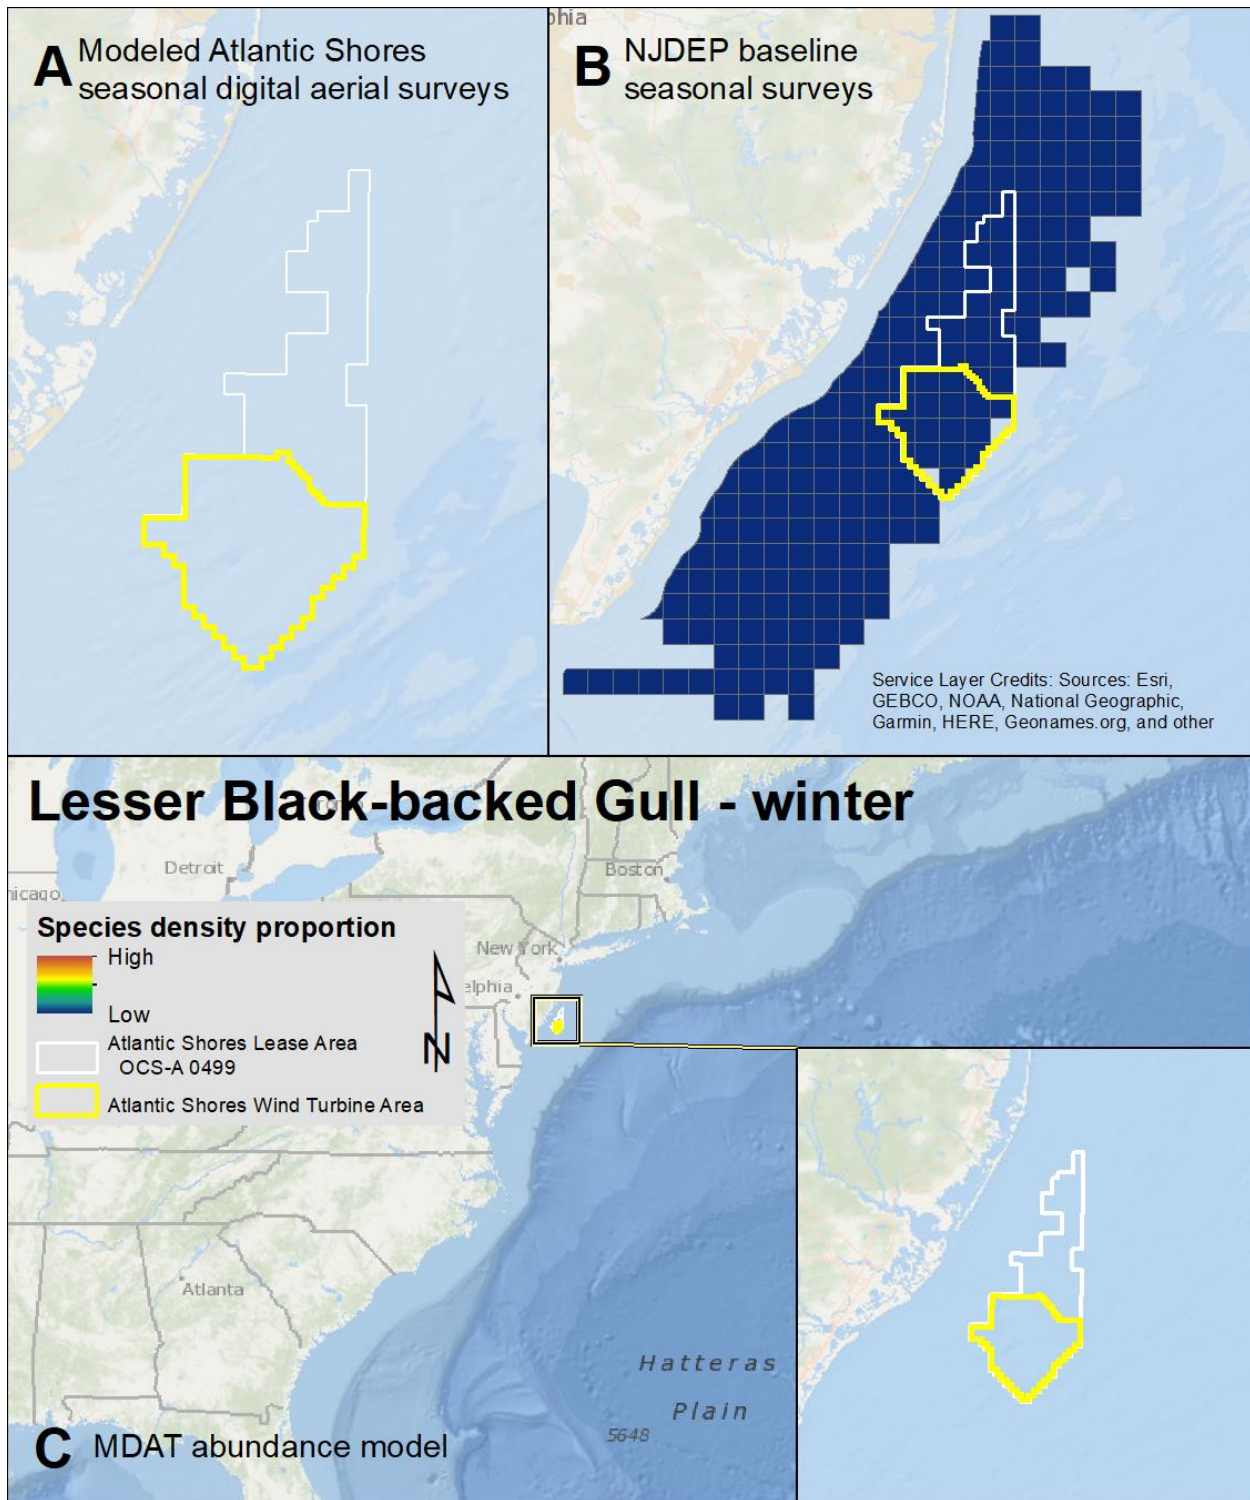 phia
A Modeled Atlantic Shores
seasonal digital aerial surveys
B NJDEP baseline
seasonal surveys
Service Layer Credits: Sources: Esri,
GEBCO, NOAA, National Geographic,
Garmin, HERE, Geonames.org, and other
Lesser Black-backed Gull - winter
Detroit
Boston
hicago
Species density proportion
High
Low
Atlantic Shores Lease Area
OCS-A 0499
Atlantic Shores Wind Turbine Area
N
New York
elphia
Atlanta
Hatteras
Plain
5648
C MDAT abundance model